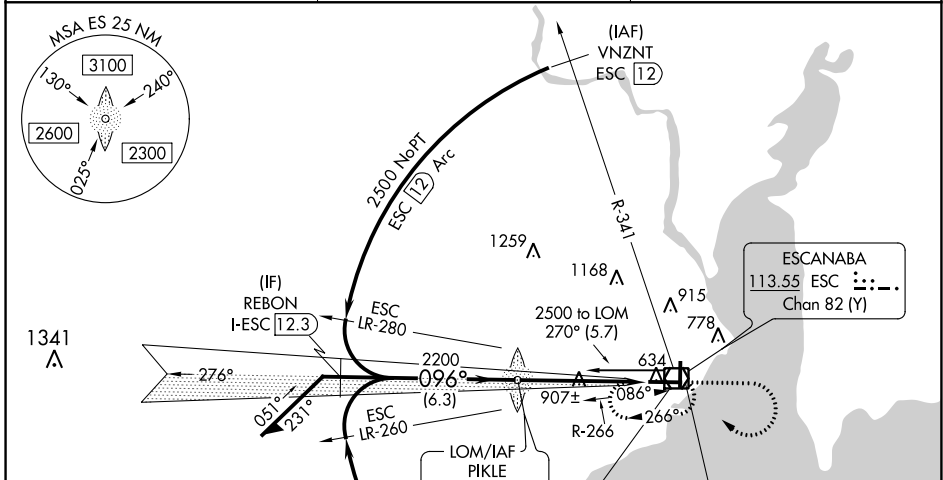 MSA ES 25 NM
3100
130°
240°
2600
2300
025°
(IAF)
VNZNT
ESC 12
2500 NoPT
ESC 12 Arc
R-341
1259
1168
915
778
ESCANABA
113.55 ESC
Chan 82 (Y)
(IF)
REBON
I-ESC 12.3
ESC
LR-280
2500 to LOM
270° (5.7)
1341
634
276°
2200
096°
(6.3)
907±
086°
266°
051°
231°
R-266
ESC
LR-260
LOM/IAF
PIKLE